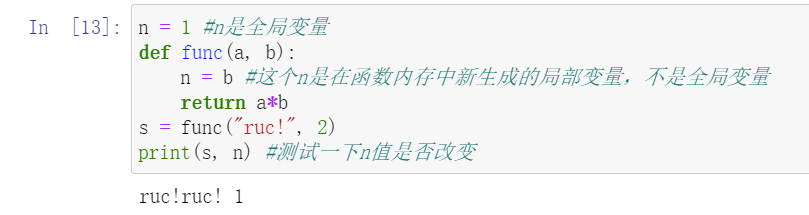 In [13]: n = 1 #n是全局变量
def func(a, b):
    n = b #这个n是在函数内存中新生成的局部变量，不是全局变量
    return a*b
s = func("ruc!", 2)
print(s, n) #测试一下n值是否改变
ruc!ruc! 1